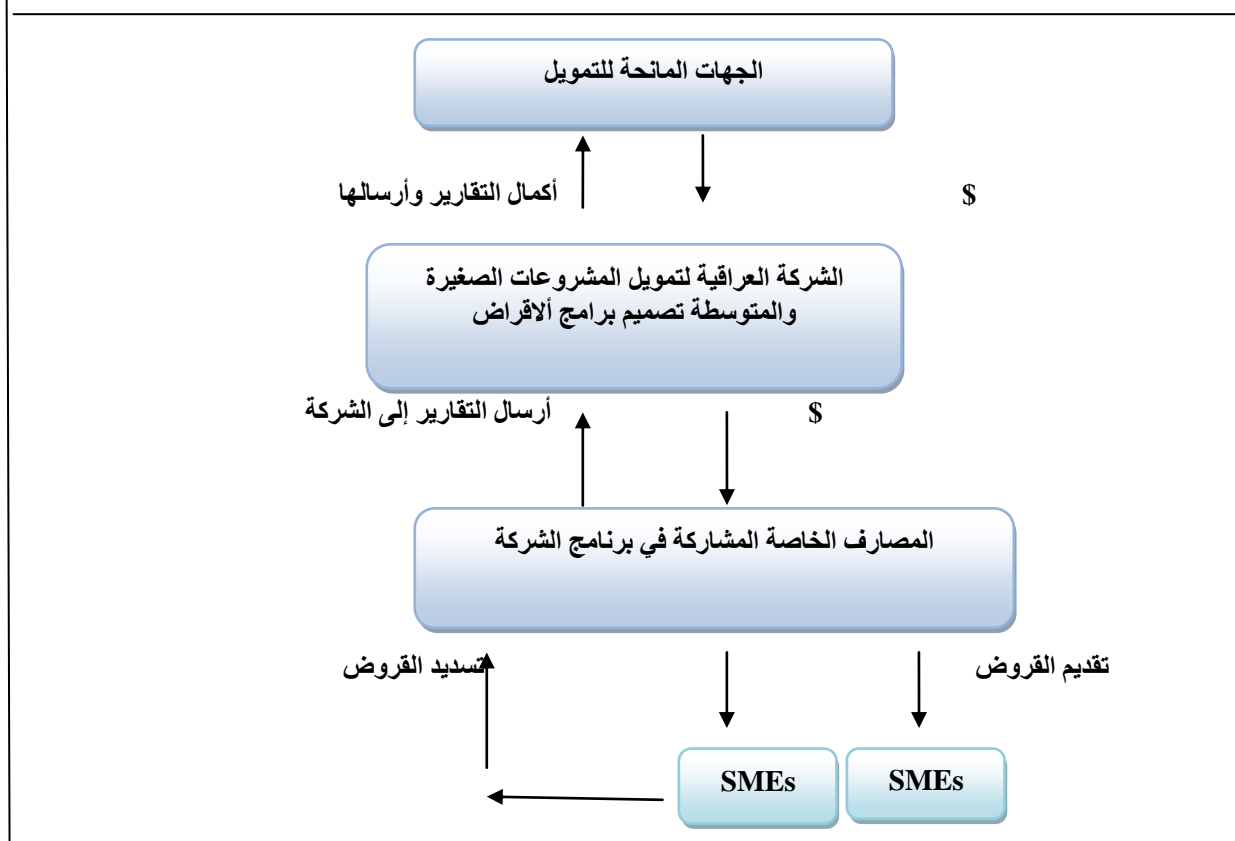 الجهات المانحة للتمويل
$
أكمال التقارير وأرسالها
الشركة العراقية لتمويل المشروعات الصغيرة
والمتوسطة تصميم برامج ألاقراض
$
أرسال التقارير إلى الشركة
المصارف الخاصة المشاركة في برنامج الشركة
تقديم القروض
تسديد القروض
SMEs
SMEs